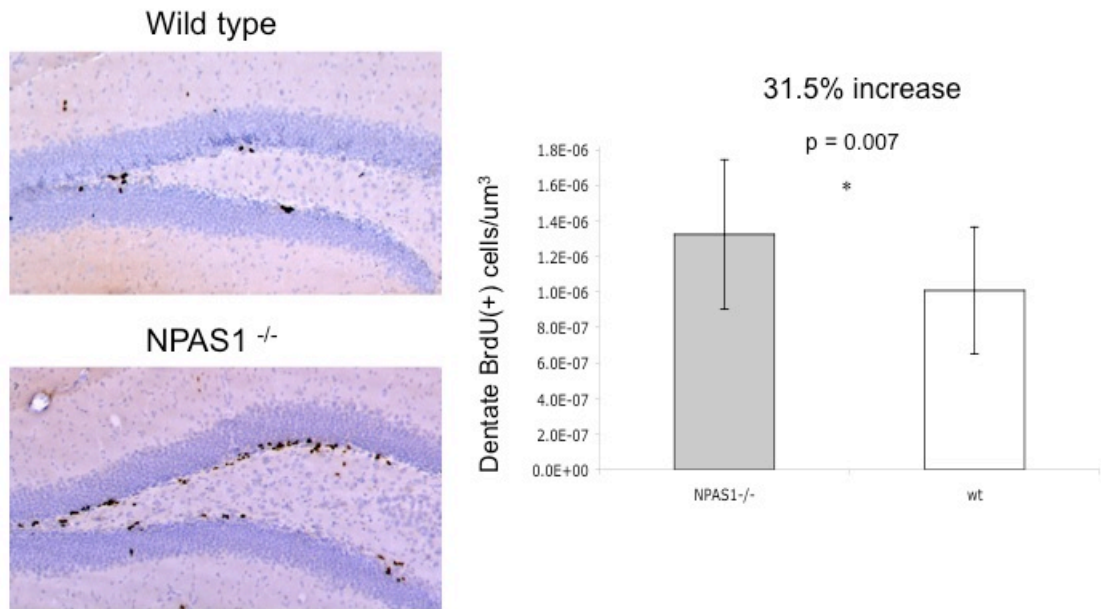 Wild type
NPAS1 -/-
31.5% increase
p = 0.007
*
Dentate BrdU(+) cells/um³
1.8E-06
1.6E-06
1.4E-06
1.2E-06
1.0E-06
8.0E-07
6.0E-07
4.0E-07
2.0E-07
0.0E+00
NPAS1-/-
wt